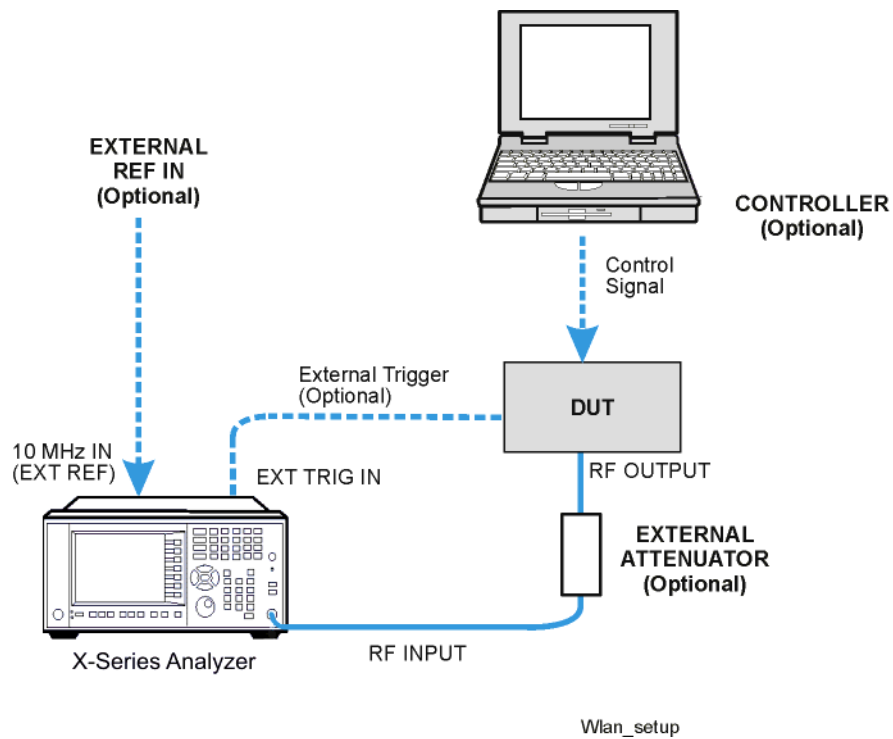 EXTERNAL
REF IN
(Optional)
CONTROLLER
(Optional)
Control
Signal
External Trigger
(Optional)
DUT
10 MHz IN
(EXT REF)
EXT TRIG IN
RF OUTPUT
EXTERNAL
ATTENUATOR
(Optional)
RF INPUT
X-Series Analyzer
Wlan_setup